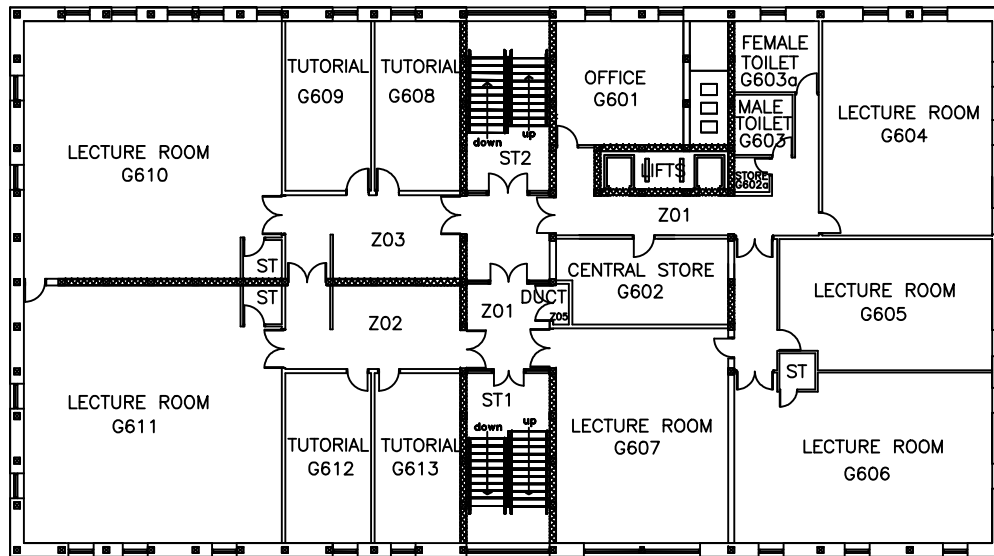 TUTORIAL
G609
TUTORIAL
G608
down
up
ST2
OFFICE
G601
FEMALE
TOILET
G603a
MALE
TOILET
G603
LECTURE ROOM
G604
LECTURE ROOM
G610
LIFTS
STORE
G602a
Z01
Z03
ST
ST
CENTRAL STORE
G602
DUCT
Z05
Z01
Z02
LECTURE ROOM
G605
ST
LECTURE ROOM
G611
ST1
down
up
TUTORIAL
G612
TUTORIAL
G613
LECTURE ROOM
G607
LECTURE ROOM
G606